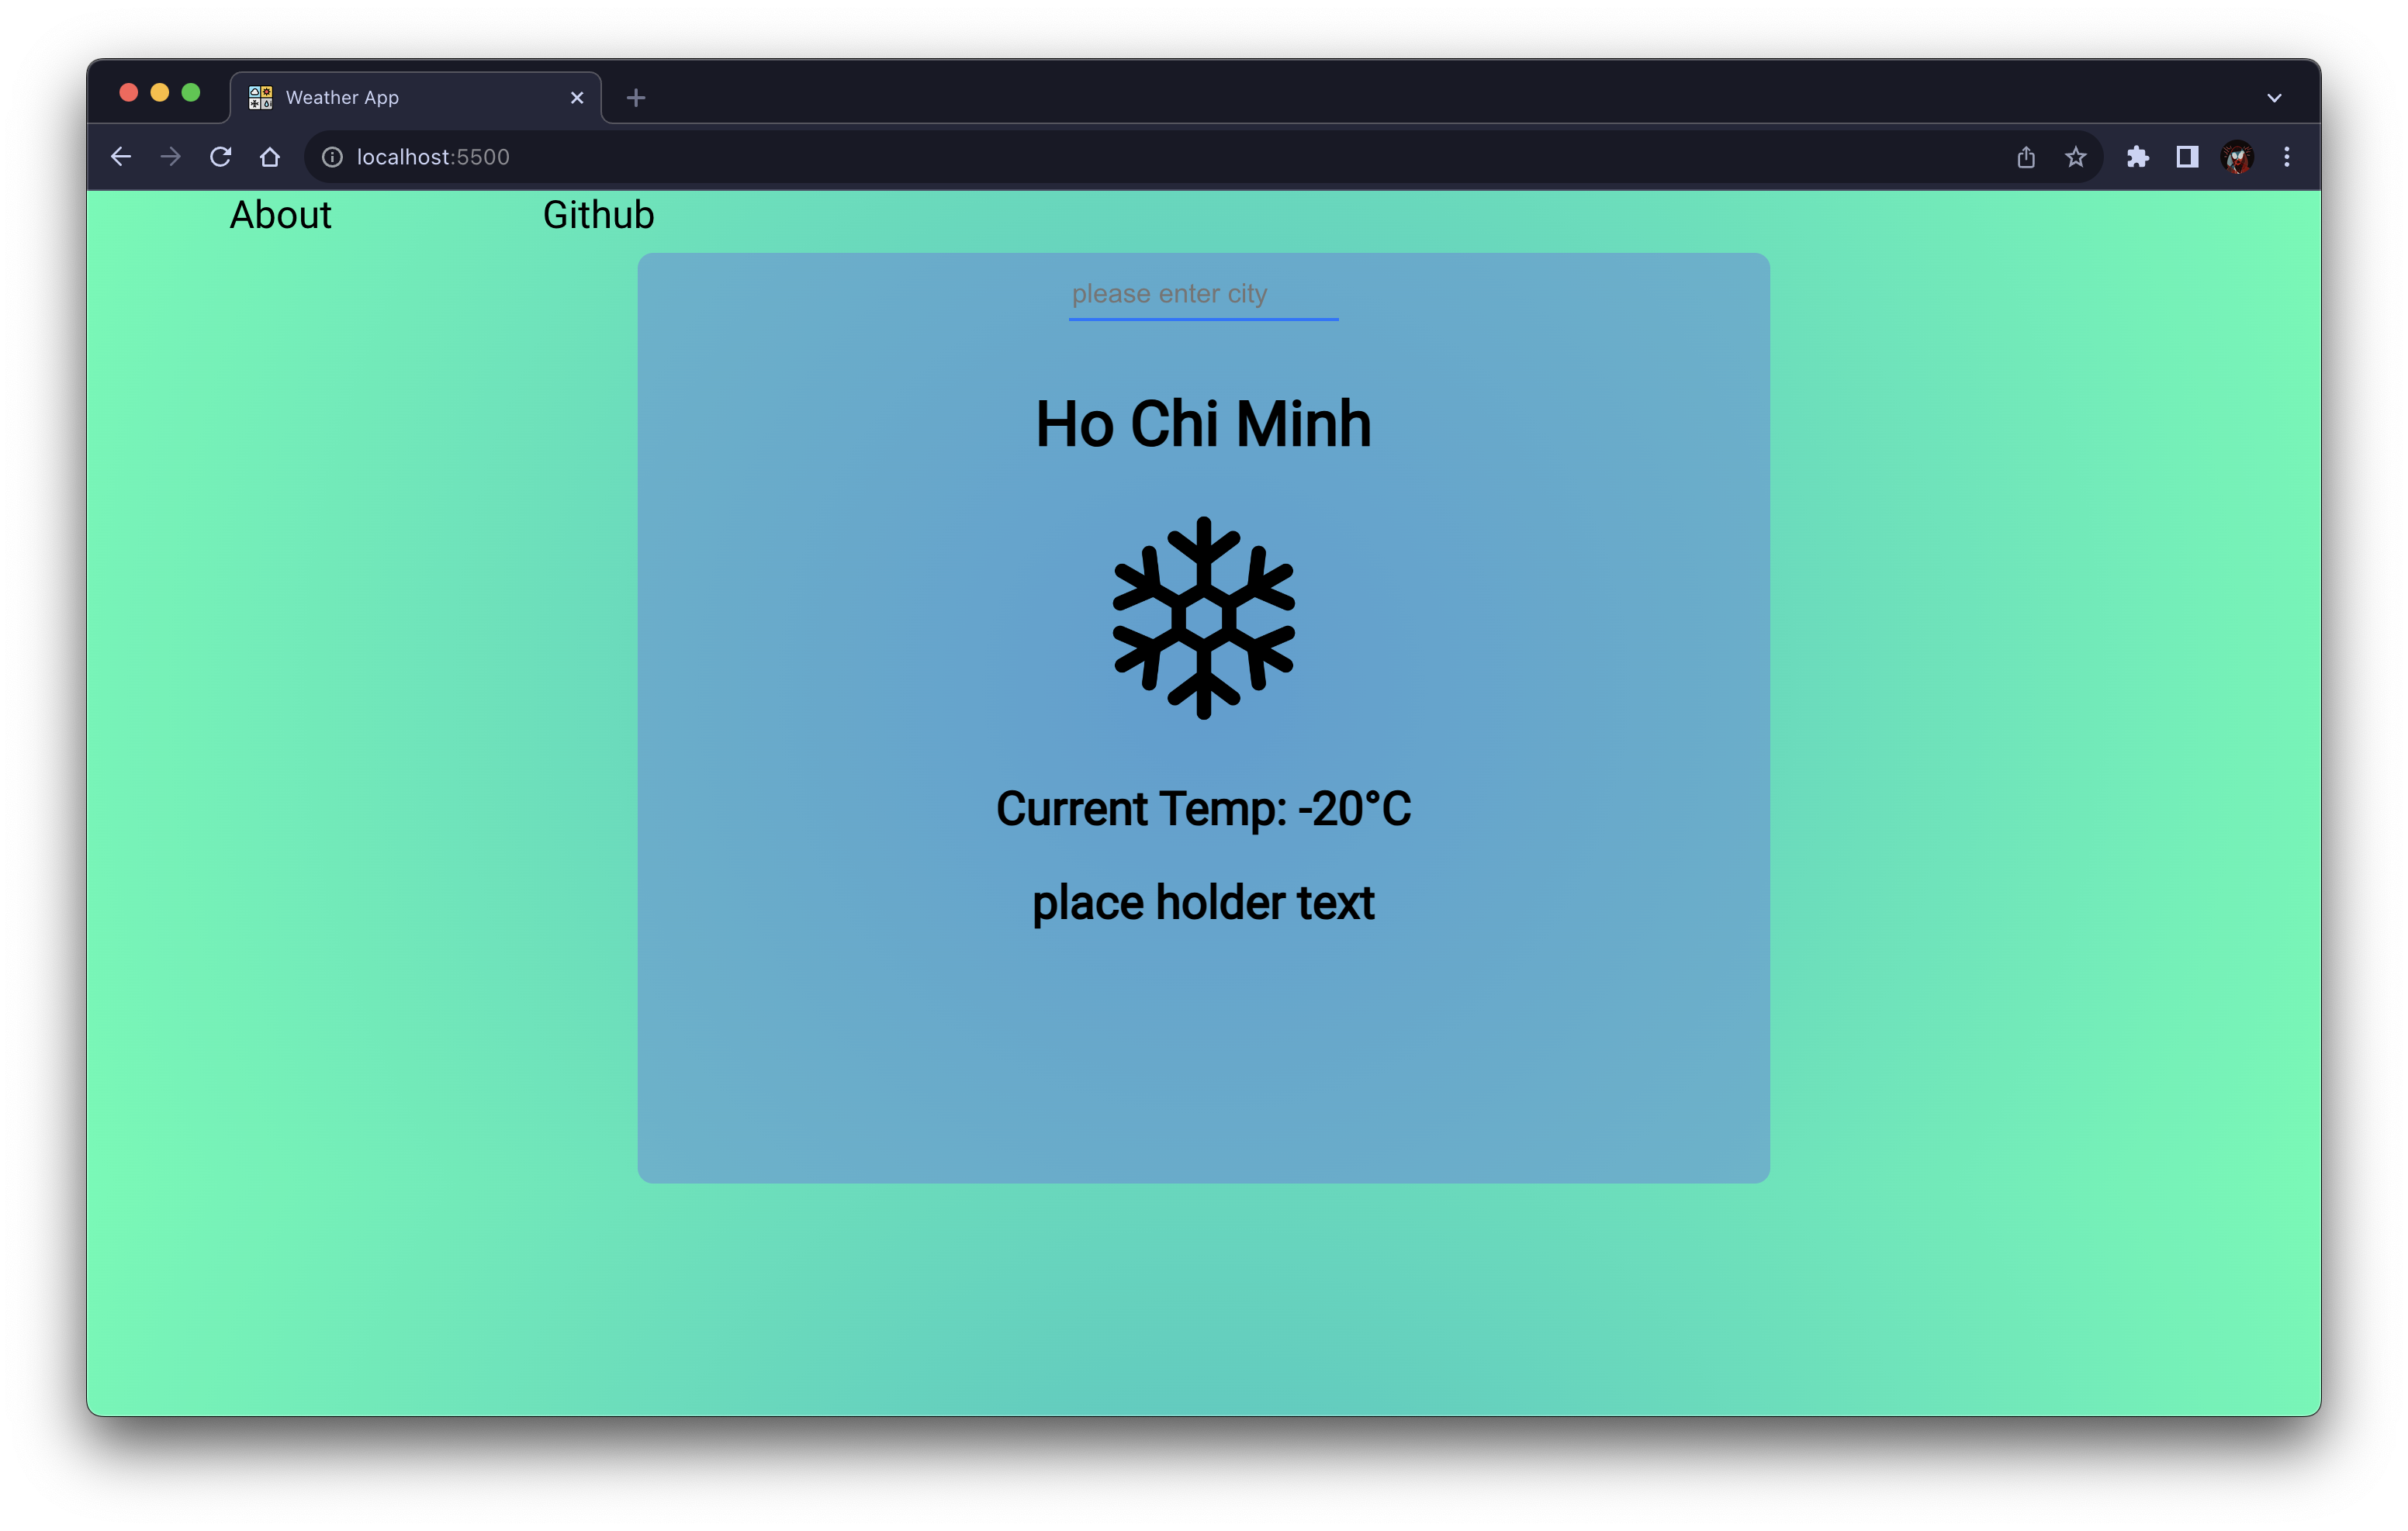 Weather App
localhost:5500
About Github
please enter city
Ho Chi Minh
Current Temp: -20°C
place holder text